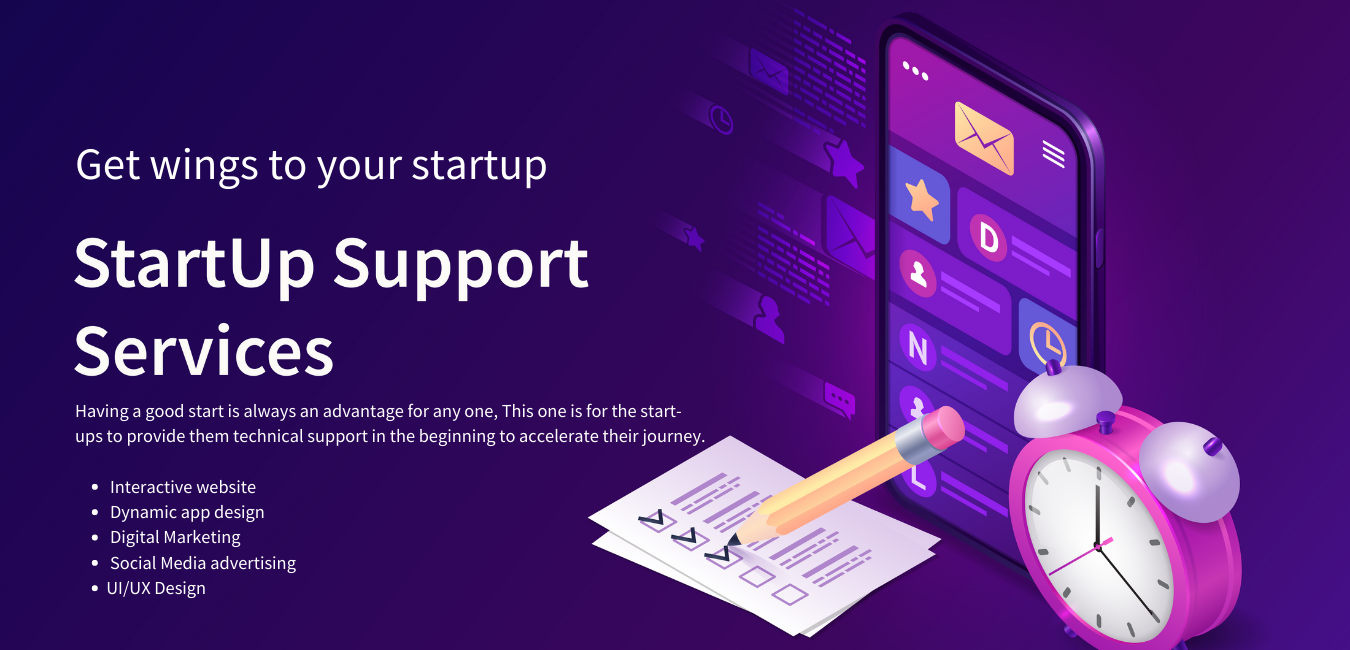 Get wings to your startup
StartUp Support
Services
Having a good start is always an advantage for any one, This one is for the start-
ups to provide them technical support in the beginning to accelerate their journey.
• Interactive website
• Dynamic app design
• Digital Marketing
• Social Media advertising
• UI/UX Design
D
N
L